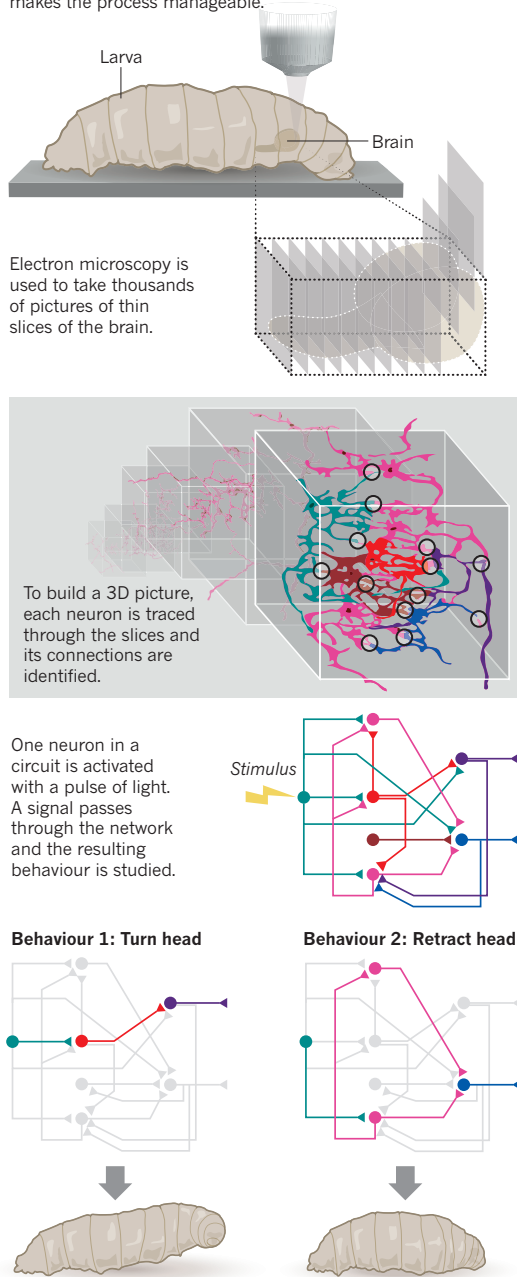 makes the process manageable.
Larva
Brain
Electron microscopy is
used to take thousands
of pictures of thin
slices of the brain.
To build a 3D picture,
each neuron is traced
through the slices and
its connections are
identified.
One neuron in a
circuit is activated
with a pulse of light.
A signal passes
through the network
and the resulting
behaviour is studied.
Stimulus
Behaviour 1: Turn head
Behaviour 2: Retract head